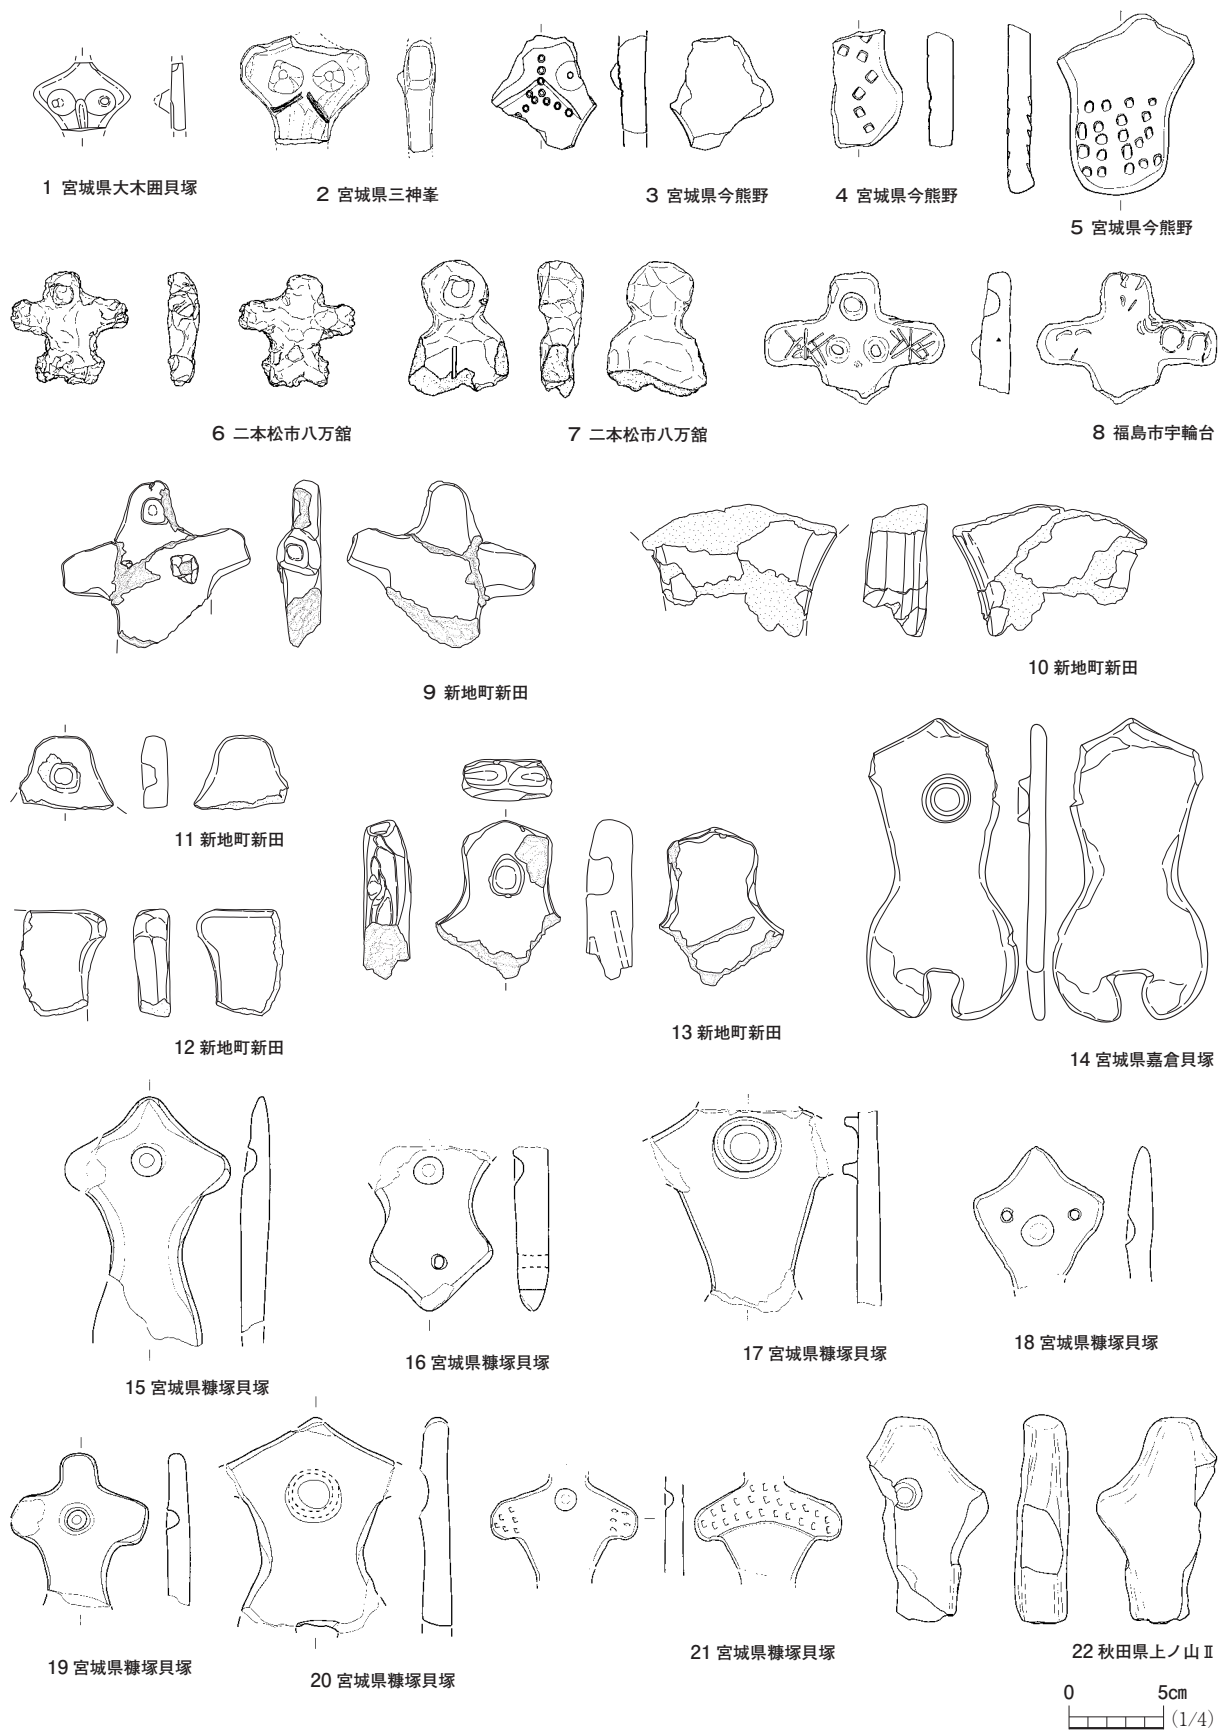 1 宮城県大木囲貝塚
2 宮城県三神峯
3 宮城県今熊野
4 宮城県今熊野
5 宮城県今熊野
6 二本松市八万舘
7 二本松市八万舘
8 福島市宇輪台
9 新地町新田
10 新地町新田
11 新地町新田
12 新地町新田
13 新地町新田
14 宮城県嘉倉貝塚
15 宮城県糠塚貝塚
16 宮城県糠塚貝塚
17 宮城県糠塚貝塚
18 宮城県糠塚貝塚
19 宮城県糠塚貝塚
20 宮城県糠塚貝塚
21 宮城県糠塚貝塚
22 秋田県上ノ山Ⅱ
0 5㎝
(1/4)